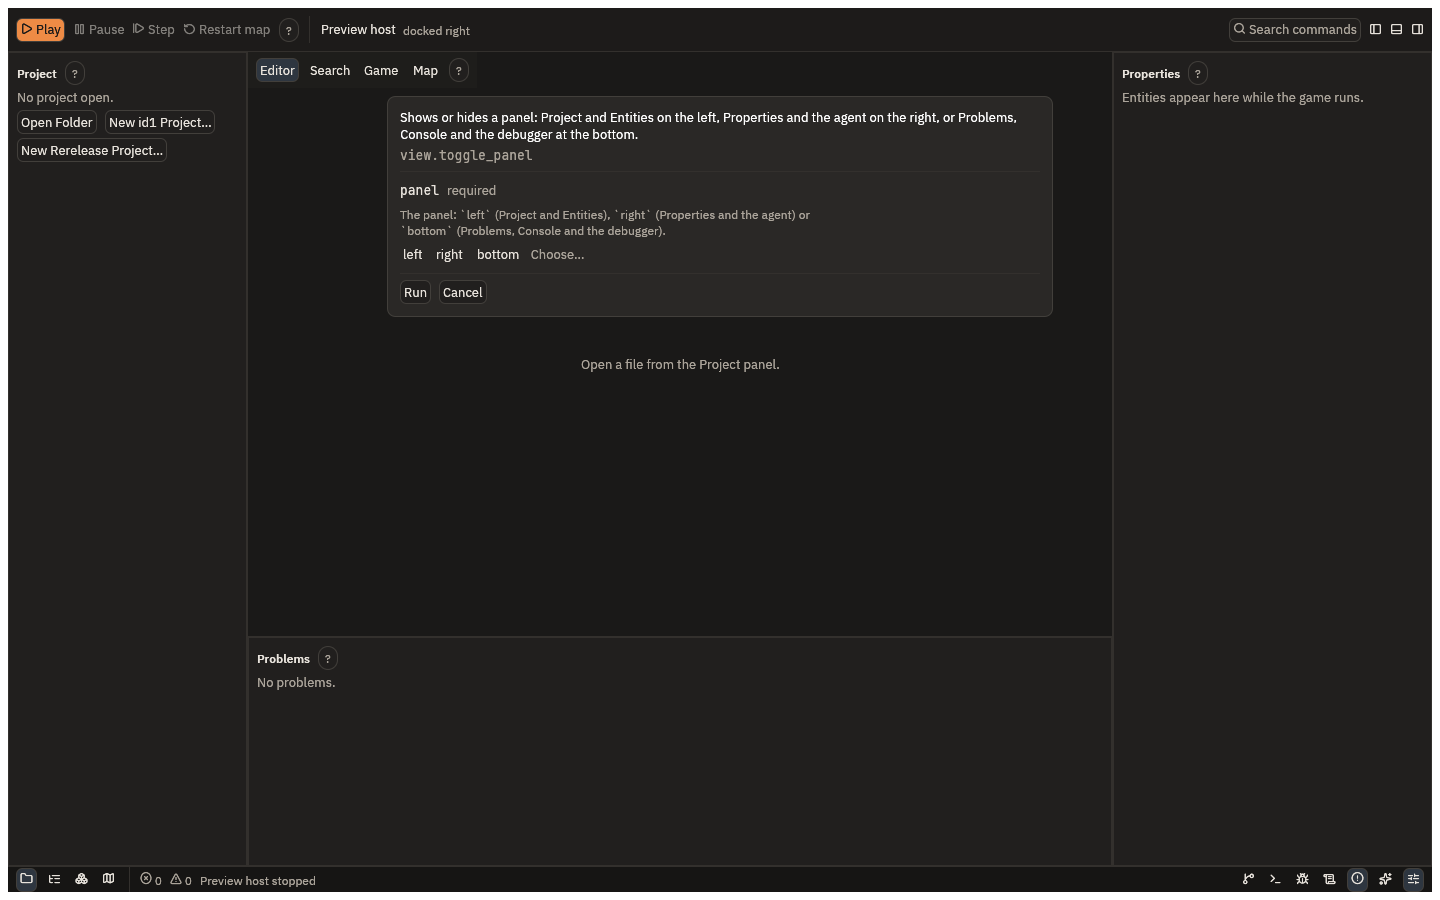 Play Pause Step Restart map ? Preview host docked right Search commands
Project ?
No project open.
Open Folder New id1 Project...
New Rerelease Project...
Editor Search Game Map ?
Shows or hides a panel: Project and Entities on the left, Properties and the agent on the right, or Problems,
Console and the debugger at the bottom.
view.toggle_panel
panel required
The panel: `left` (Project and Entities), `right` (Properties and the agent) or
`bottom` (Problems, Console and the debugger).
left right bottom Choose...
Run Cancel
Open a file from the Project panel.
Problems ?
No problems.
Properties ?
Entities appear here while the game runs.
0 0 Preview host stopped